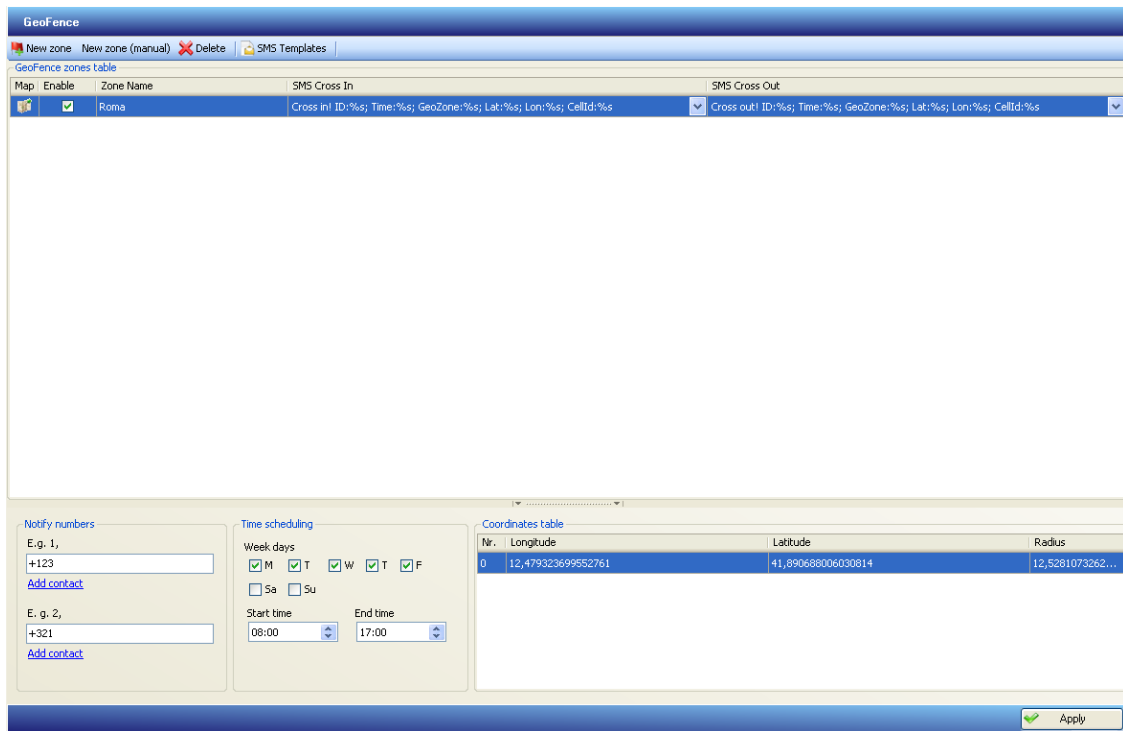 GeoFence
New zone New zone (manual) Delete SMS Templates
GeoFence zones table
Map Enable Zone Name SMS Cross In SMS Cross Out
Roma Cross in! ID:%s; Time:%s; GeoZone:%s; Lat:%s; Lon:%s; CellId:%s Cross out! ID:%s; Time:%s; GeoZone:%s; Lat:%s; Lon:%s; CellId:%s
Notify numbers
E.g. 1,
+123
Add contact
E. g. 2,
+321
Add contact
Time scheduling
Week days
M T W T F
Sa Su
Start time End time
08:00 17:00
Coordinates table
Nr. Longitude Latitude Radius
0 12,479323699552761 41,890688006030814 12,5281073262...
Apply